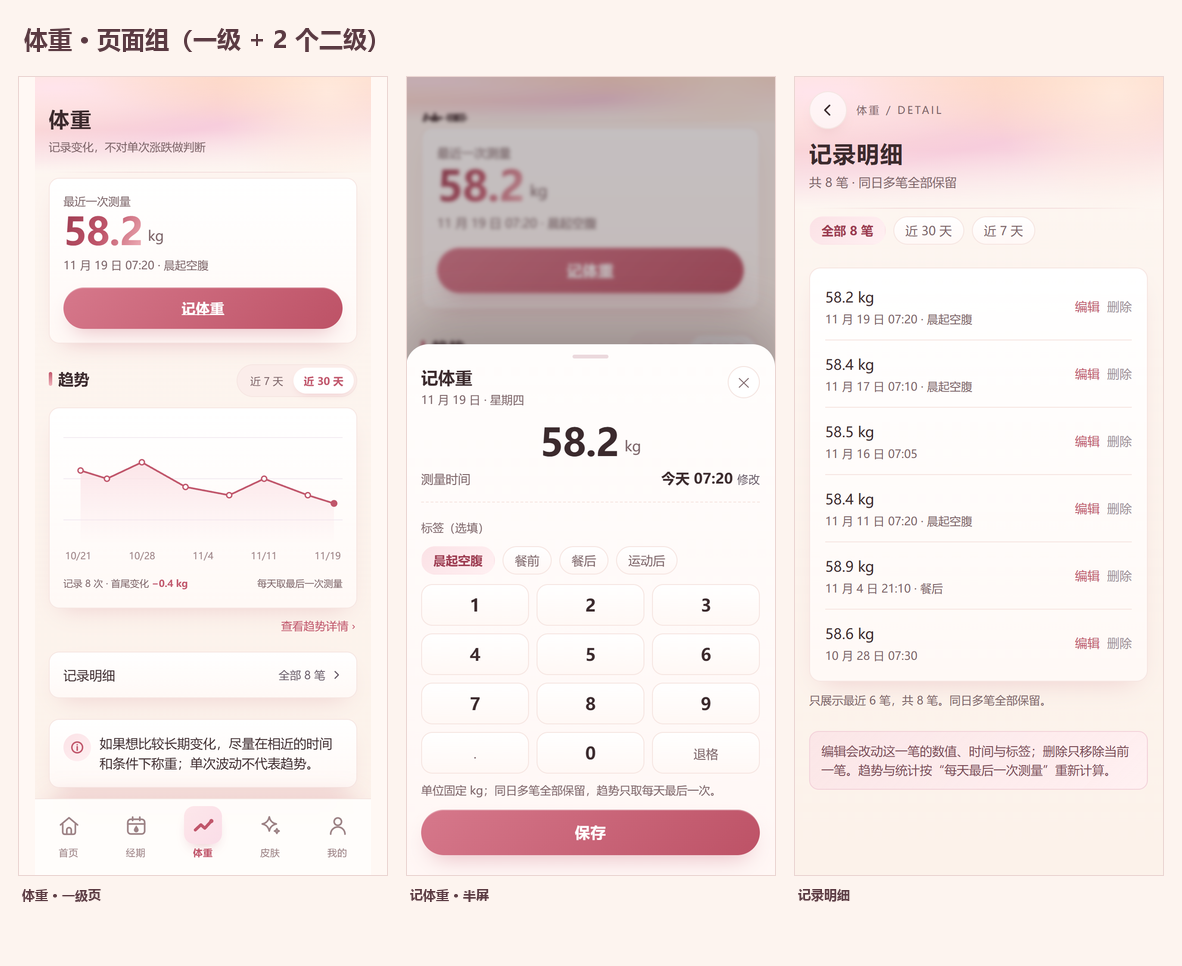 体重 • 页面组（一级 + 2 个二级）
体重
记录变化，不对单次涨跌做判断
最近一次测量
58.2 kg
11 月 19 日 07:20 · 晨起空腹
记体重
趋势
近 7 天
近 30 天
10/21
10/28
11/4
11/11
11/19
记录 8 次 · 首尾变化 −0.4 kg
每天取最后一次测量
查看趋势详情 ›
记录明细
全部 8 笔
如果想比较长期变化，尽量在相近的时间
和条件下称重；单次波动不代表趋势。
首页
经期
体重
皮肤
我的
体重 • 一级页
最近一次测量
58.2 kg
11 月 19 日 07:20 · 晨起空腹
记体重
记体重
11 月 19 日 · 星期四
58.2 kg
测量时间
今天 07:20 修改
标签（选填）
晨起空腹
餐前
餐后
运动后
1
2
3
4
5
6
7
8
9
.
0
退格
单位固定 kg；同日多笔全部保留，趋势只取每天最后一次。
保存
记体重 • 半屏
体重 / DETAIL
记录明细
共 8 笔 · 同日多笔全部保留
全部 8 笔
近 30 天
近 7 天
58.2 kg
11 月 19 日 07:20 · 晨起空腹
编辑 删除
58.4 kg
11 月 17 日 07:10 · 晨起空腹
编辑 删除
58.5 kg
11 月 16 日 07:05
编辑 删除
58.4 kg
11 月 11 日 07:20 · 晨起空腹
编辑 删除
58.9 kg
11 月 4 日 21:10 · 餐后
编辑 删除
58.6 kg
10 月 28 日 07:30
编辑 删除
只展示最近 6 笔，共 8 笔。同日多笔全部保留。
编辑会改动这一笔的数值、时间与标签；删除只移除当前
一笔。趋势与统计按“每天最后一次测量”重新计算。
记录明细